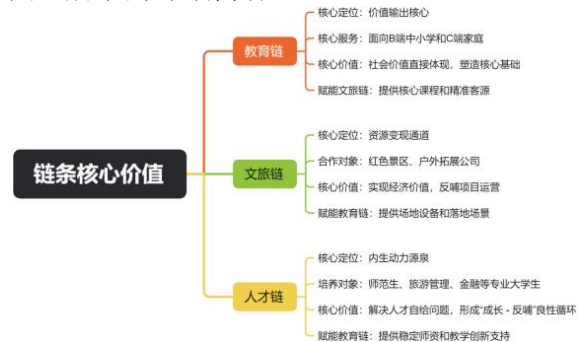 链条核心价值
教育链
核心定位：价值输出核心
核心服务：面向B端中小学和C端家庭
核心价值：社会价值直接体现，塑造核心基础
赋能文旅链：提供核心课程和精准客源
文旅链
核心定位：资源变现通道
合作对象：红色景区、户外拓展公司
核心价值：实现经济价值，反哺项目运营
赋能教育链：提供场地设备和落地场景
人才链
核心定位：内生动力源泉
培养对象：师范生、旅游管理、金融等专业大学生
核心价值：解决人才自给问题，形成“成长 - 反哺”良性循环
赋能教育链：提供稳定师资和教学创新支持